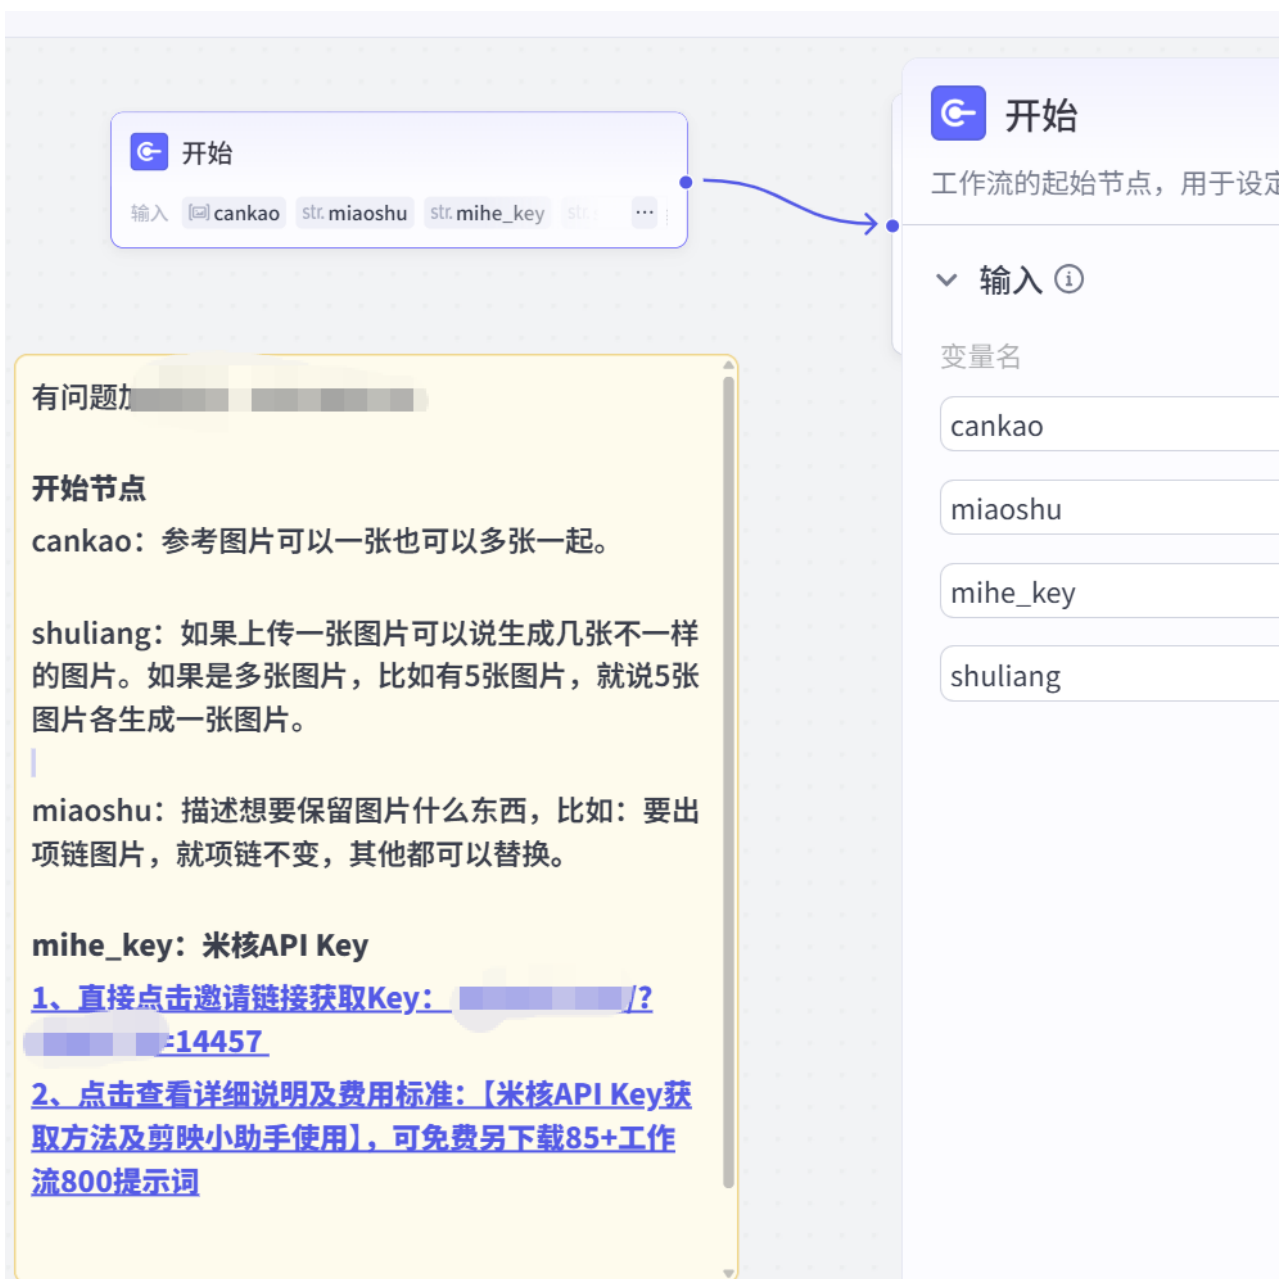 开始
输入 cankao str. miaoshu str. mihe_key str. ...
有问题加
开始节点
cankao：参考图片可以一张也可以多张一起。
shuliang：如果上传一张图片可以说生成几张不一样
的图片。如果是多张图片，比如有5张图片，就说5张
图片各生成一张图片。
miaoshu：描述想要保留图片什么东西，比如：要出
项链图片，就项链不变，其他都可以替换。
mihe_key：米核API Key
1、直接点击邀请链接获取Key： /?
=14457
2、点击查看详细说明及费用标准：【米核API Key获
取方法及剪映小助手使用】，可免费另下载85+工作
流800提示词
开始
工作流的起始节点，用于设定
输入
变量名
cankao
miaoshu
mihe_key
shuliang